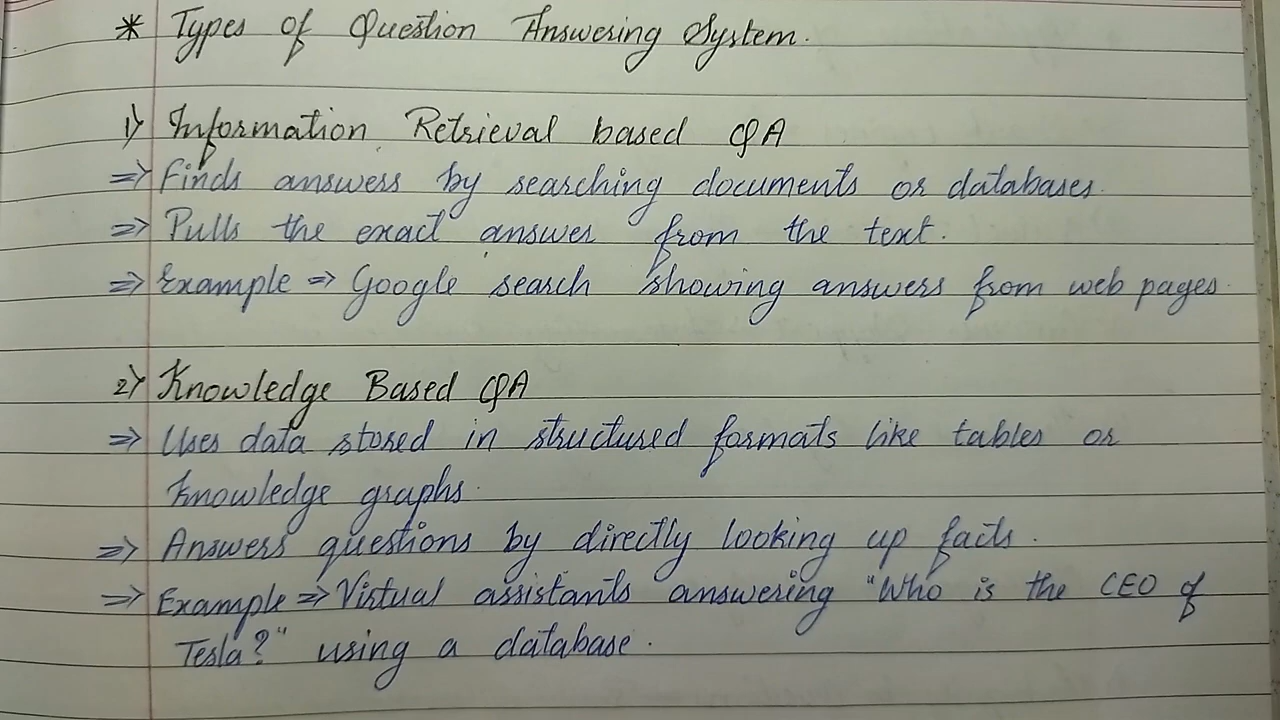 * Types of Question Answering System.
1) Information Retrieval based QA
=> Finds answers by searching documents or databases.
=> Pulls the exact answer from the text.
=> Example => Google search showing answers from web pages.
2) Knowledge Based QA
=> Uses data stored in structured formats like tables or
knowledge graphs.
=> Answers questions by directly looking up facts.
=> Example => Virtual assistants answering "Who is the CEO of
Tesla?" using a database.